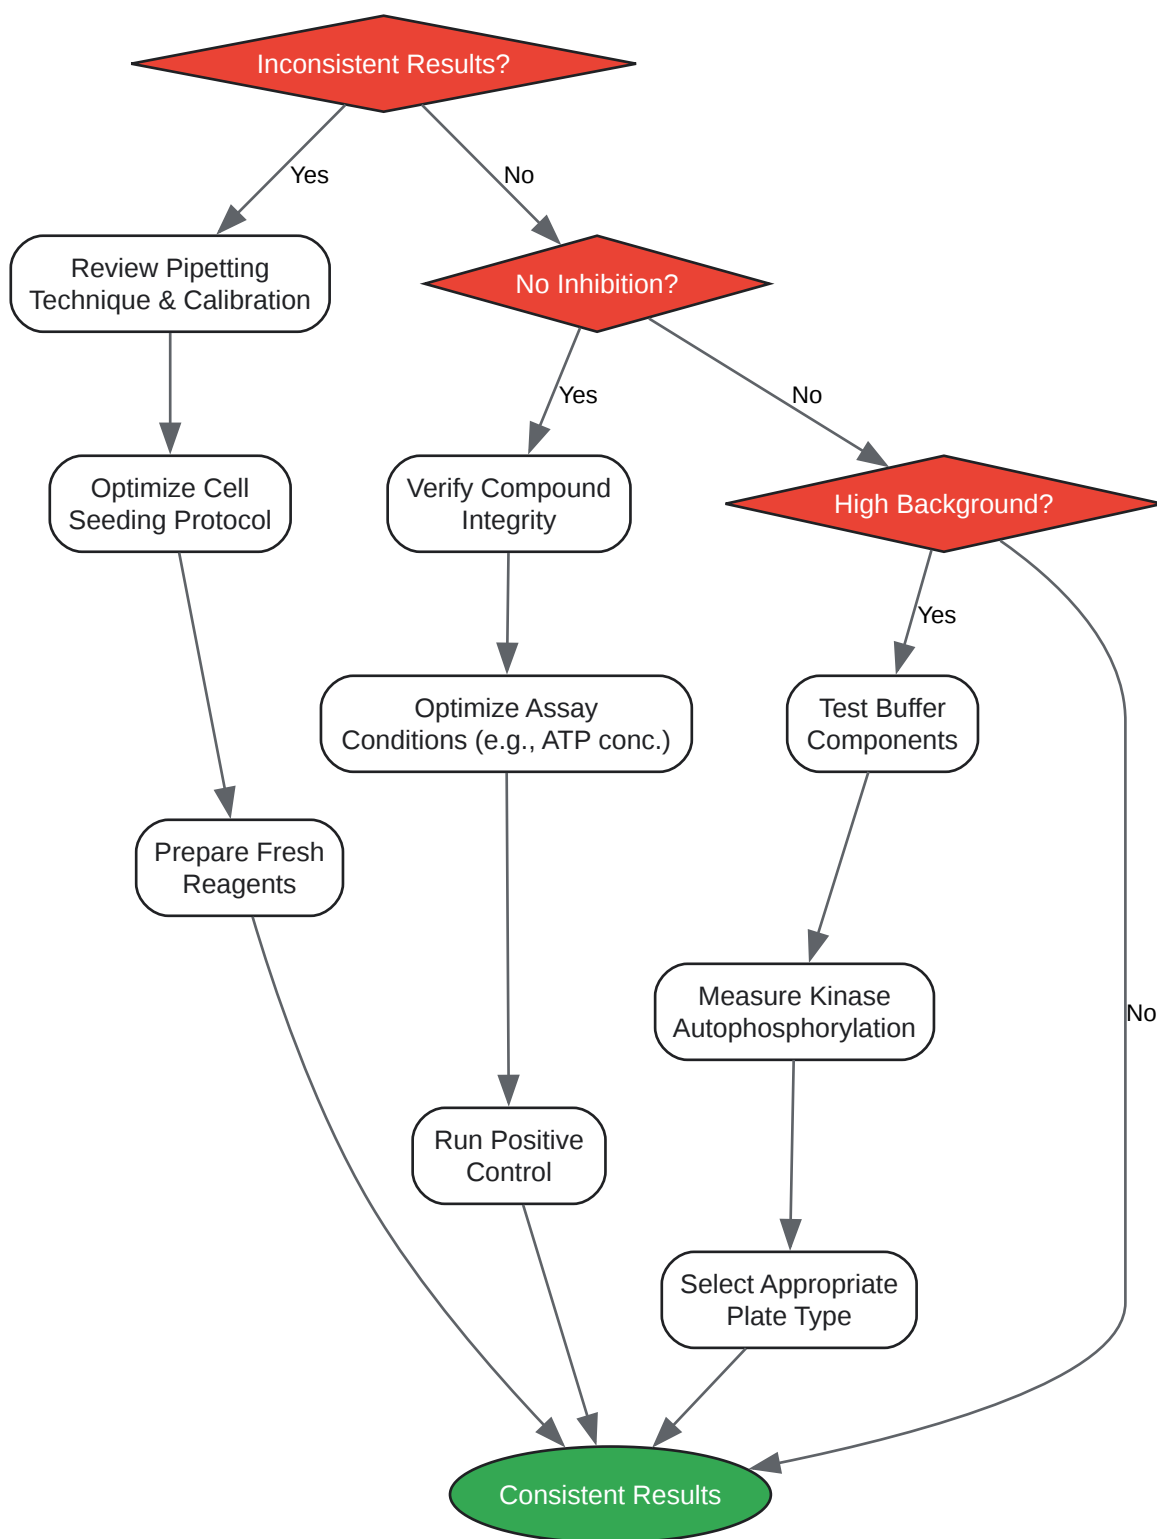 Inconsistent Results?
Yes
No
Review Pipetting
Technique & Calibration
No Inhibition?
Yes
No
Optimize Cell
Seeding Protocol
Verify Compound
Integrity
High Background?
Yes
Optimize Assay
Conditions (e.g., ATP conc.)
Test Buffer
Components
Prepare Fresh
Reagents
Measure Kinase
Autophosphorylation
No
Run Positive
Control
Select Appropriate
Plate Type
Consistent Results